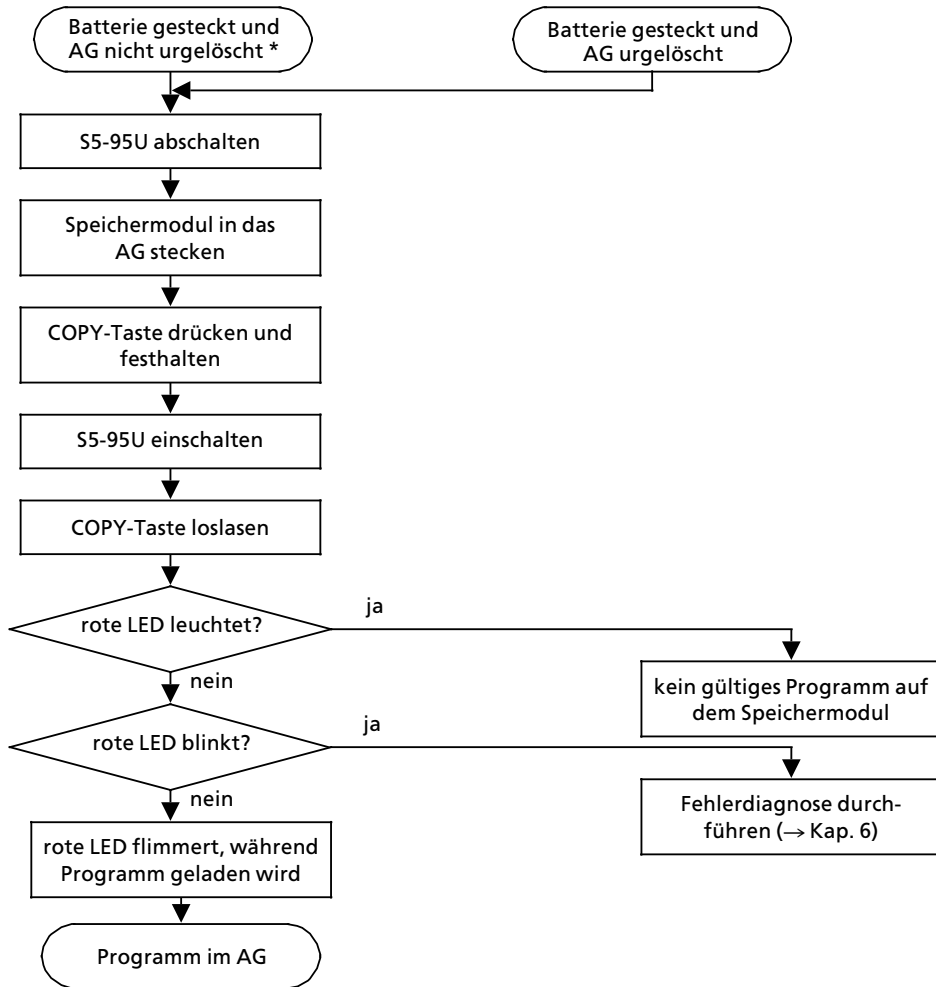 Batterie gesteckt und
AG nicht urgelöscht *
Batterie gesteckt und
AG urgelöscht
S5-95U abschalten
Speichermodul in das
AG stecken
COPY-Taste drücken und
festhalten
S5-95U einschalten
COPY-Taste loslasen
rote LED leuchtet?
ja
nein
kein gültiges Programm auf
dem Speichermodul
rote LED blinkt?
ja
nein
Fehlerdiagnose durch-
führen (→ Kap. 6)
rote LED flimmert, während
Programm geladen wird
Programm im AG